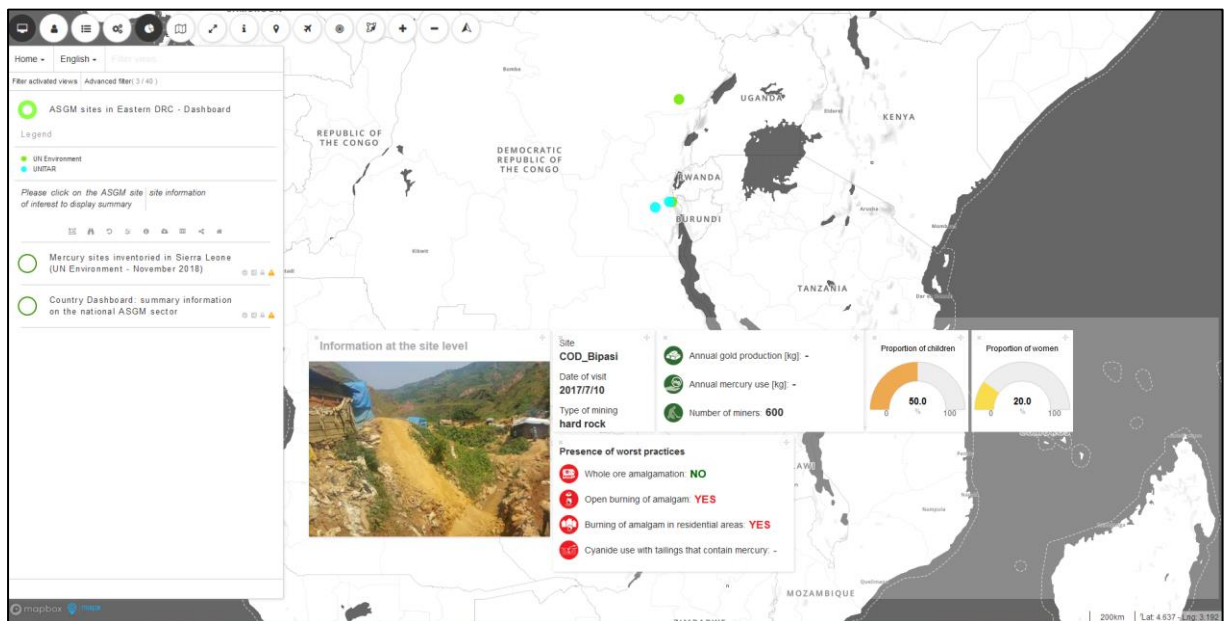 Home
English
Filter views...
Filter activated views
Advanced filter( 3 / 40 )
ASGM sites in Eastern DRC - Dashboard
Legend
UN Environment
UNITAR
Please click on the ASGM site site information
of interest to display summary
Mercury sites inventoried in Sierra Leone
(UN Environment - November 2018)
Country Dashboard: summary information
on the national ASGM sector
mapbox
REPUBLIC OF
THE CONGO
DEMOCRATIC
REPUBLIC OF
THE CONGO
Bumba
Kikwit
UGANDA
KENYA
Eldoret
RWANDA
BURUNDI
Arusha
TANZANIA
MOZAMBIQUE
Nampula
Information at the site level
Site
COD_Bipasi
Date of visit
2017/7/10
Type of mining
hard rock
Annual gold production [kg]: -
Annual mercury use [kg]: -
Number of miners: 600
Proportion of children
50.0
%
0 100
Proportion of women
20.0
%
0 100
Presence of worst practices
Whole ore amalgamation: NO
Open burning of amalgam: YES
Burning of amalgam in residential areas: YES
Cyanide use with tailings that contain mercury: -
200km
Lat: 4.637 - Lng: 3.192